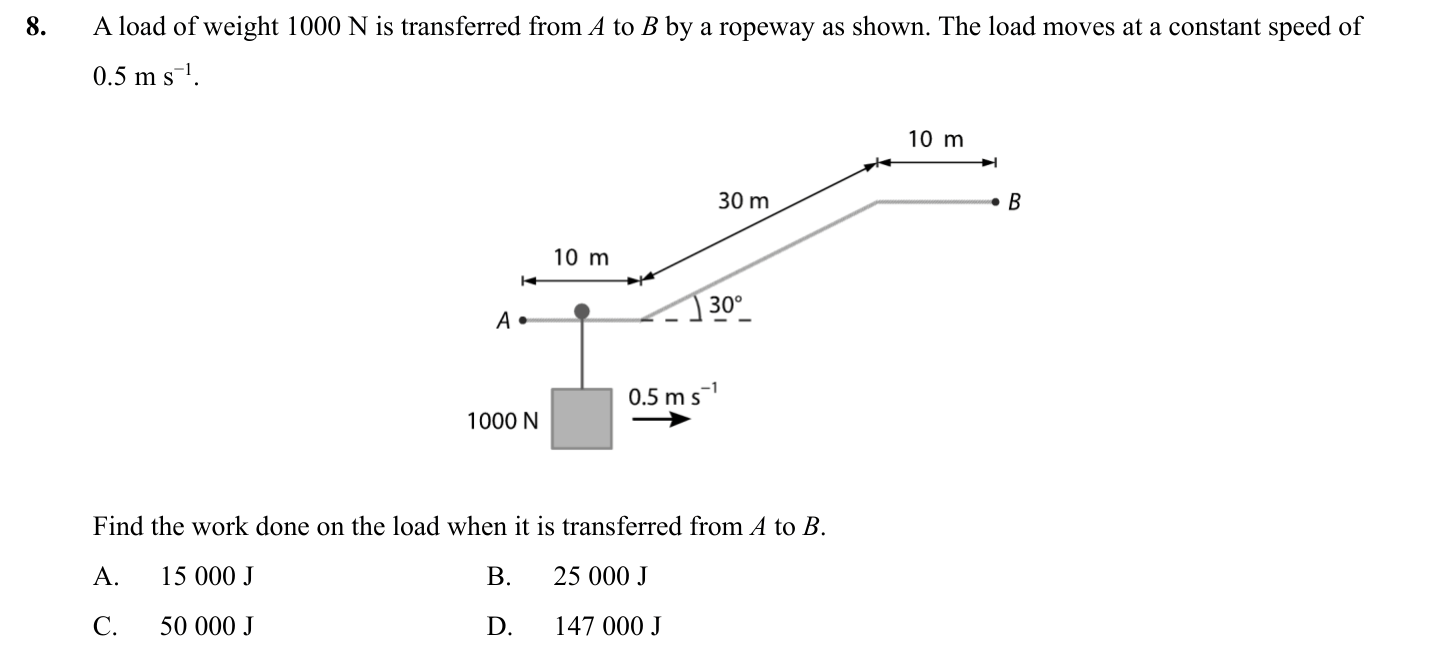 8. A load of weight 1000 N is transferred from A to B by a ropeway as shown. The load moves at a constant speed of
0.5 m s⁻¹.
10 m
30 m
B
10 m
30°
A
0.5 m s⁻¹
1000 N
Find the work done on the load when it is transferred from A to B.
A. 15 000 J B. 25 000 J
C. 50 000 J D. 147 000 J